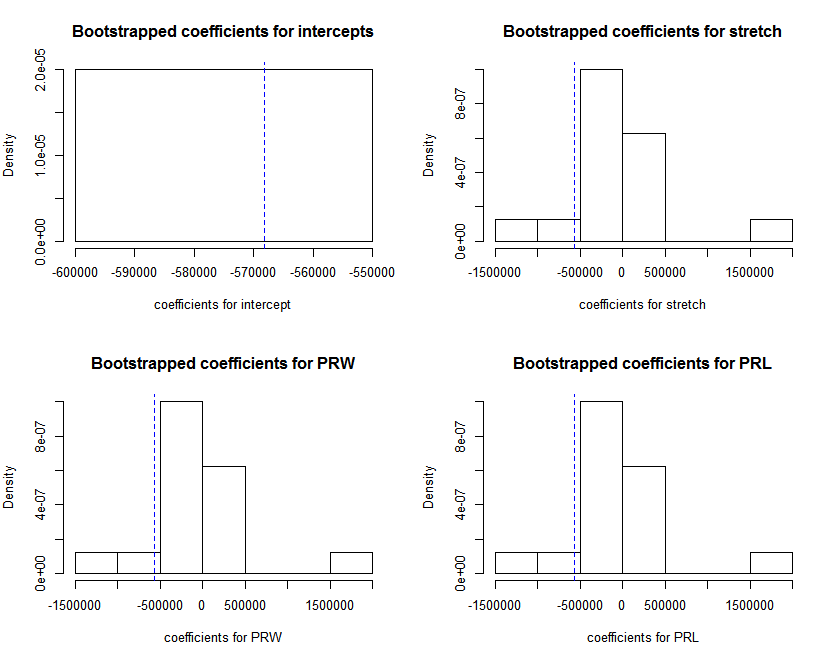 Bootstrapped coefficients for intercepts
Density
0.0e+00 1.0e-05 2.0e-05
-600000 -590000 -580000 -570000 -560000 -550000
coefficients for intercept
Bootstrapped coefficients for stretch
Density
0e+00 4e-07 8e-07
-1500000 -500000 0 500000 1500000
coefficients for stretch
Bootstrapped coefficients for PRW
Density
0e+00 4e-07 8e-07
-1500000 -500000 0 500000 1500000
coefficients for PRW
Bootstrapped coefficients for PRL
Density
0e+00 4e-07 8e-07
-1500000 -500000 0 500000 1500000
coefficients for PRL